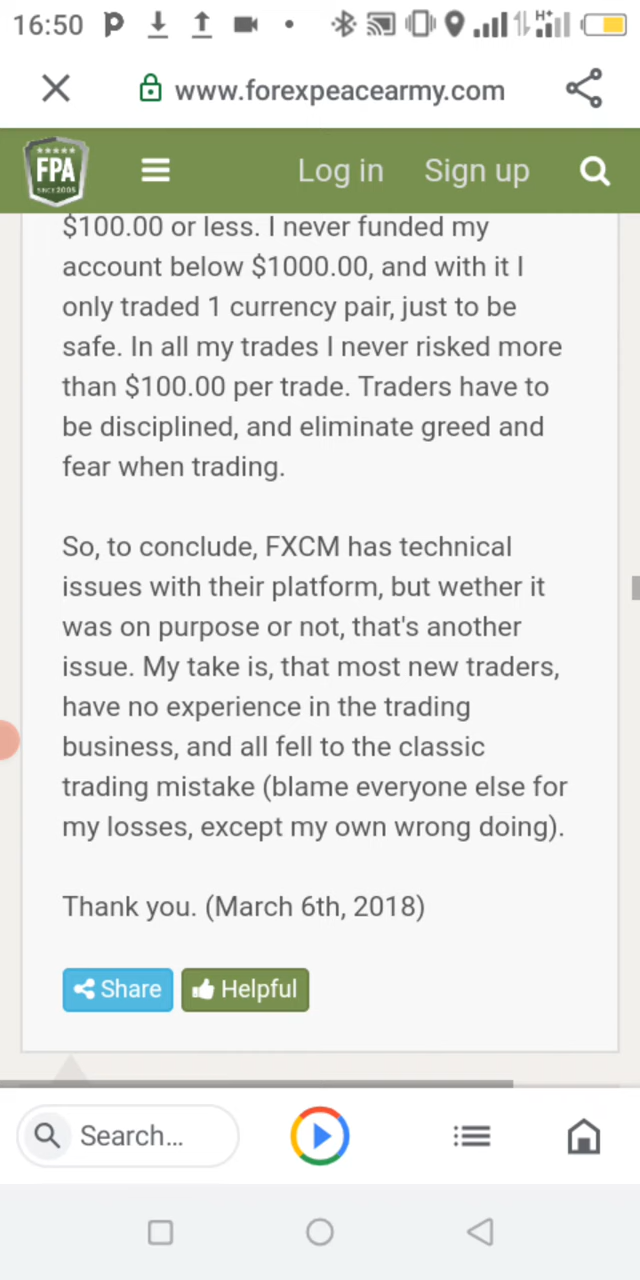 16:50
H+
www.forexpeacearmy.com
FPA
SINCE 2005
Log in
Sign up
$100.00 or less. I never funded my
account below $1000.00, and with it I
only traded 1 currency pair, just to be
safe. In all my trades I never risked more
than $100.00 per trade. Traders have to
be disciplined, and eliminate greed and
fear when trading.
So, to conclude, FXCM has technical
issues with their platform, but wether it
was on purpose or not, that's another
issue. My take is, that most new traders,
have no experience in the trading
business, and all fell to the classic
trading mistake (blame everyone else for
my losses, except my own wrong doing).
Thank you. (March 6th, 2018)
Share
Helpful
Search...